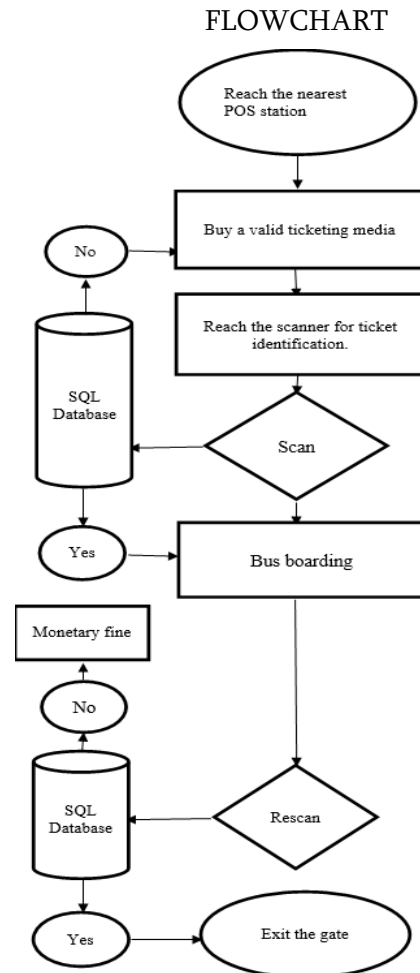 FLOWCHART
Reach the nearest
POS station
Buy a valid ticketing media
No
Reach the scanner for ticket
identification.
SQL
Database
Scan
Yes
Bus boarding
Monetary fine
No
SQL
Database
Rescan
Yes
Exit the gate